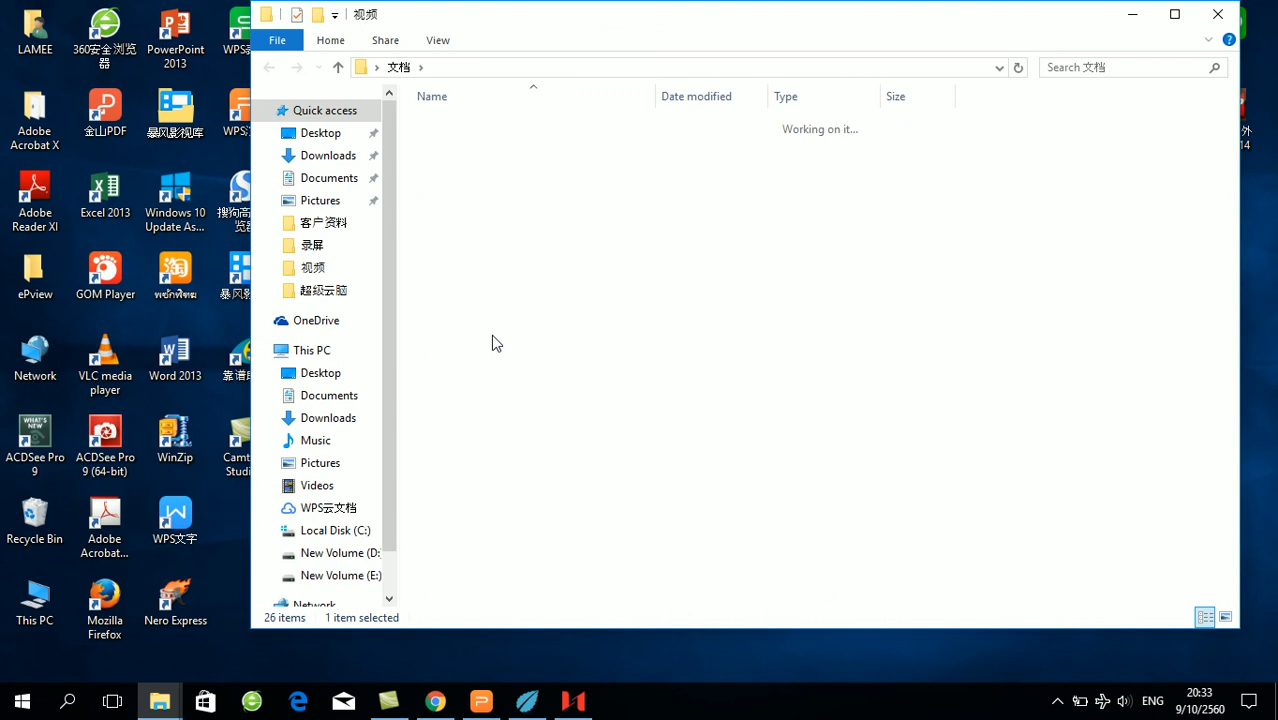 视频
File
Home
Share
View
文档
Search 文档
Name
Date modified
Type
Size
Working on it...
Quick access
Desktop
Downloads
Documents
Pictures
客户资料
录屏
视频
超级云脑
OneDrive
This PC
Desktop
Documents
Downloads
Music
Pictures
Videos
WPS云文档
Local Disk (C:)
New Volume (D:
New Volume (E:)
Network
26 items
1 item selected
LAMEE
360安全浏览
器
PowerPoint
2013
Adobe
Acrobat X
金山PDF
暴风影视库
Adobe
Reader XI
Excel 2013
Windows 10
Update As...
ePview
GOM Player
Network
VLC media
player
Word 2013
WHAT'S
NEW
ACDSee Pro
9
ACDSee Pro
9 (64-bit)
WinZip
Camt
Studi
Recycle Bin
Adobe
Acrobat...
WPS文字
This PC
Mozilla
Firefox
Nero Express
外
14
ENG
20:33
9/10/2560